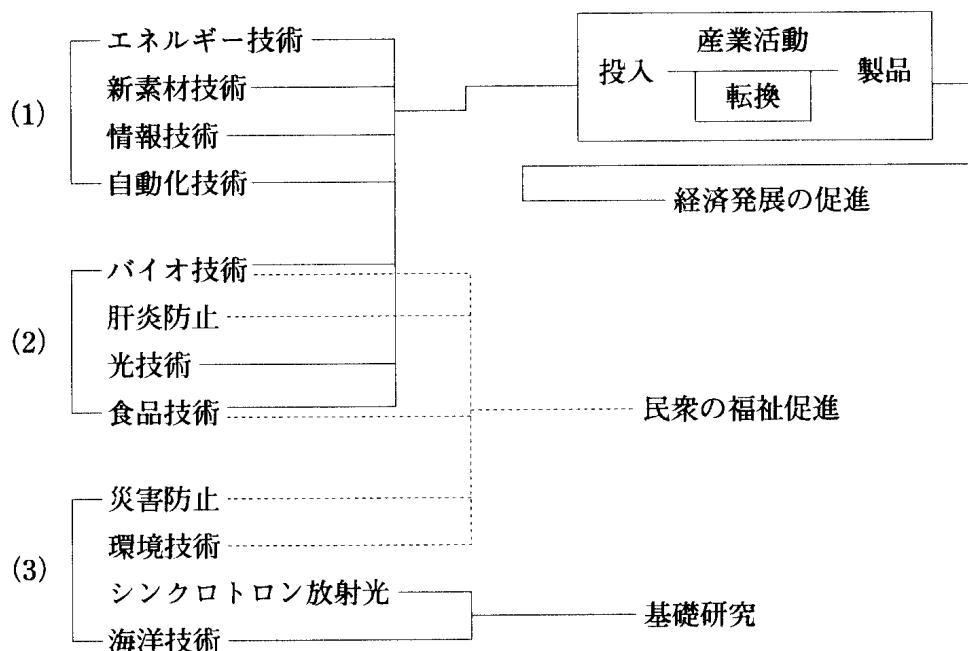 (1)
エネルギー技術
新素材技術
情報技術
自動化技術
産業活動
投入
転換
製品
経済発展の促進
(2)
バイオ技術
肝炎防止
光技術
食品技術
民衆の福祉促進
(3)
災害防止
環境技術
シンクロトロン放射光
海洋技術
基礎研究